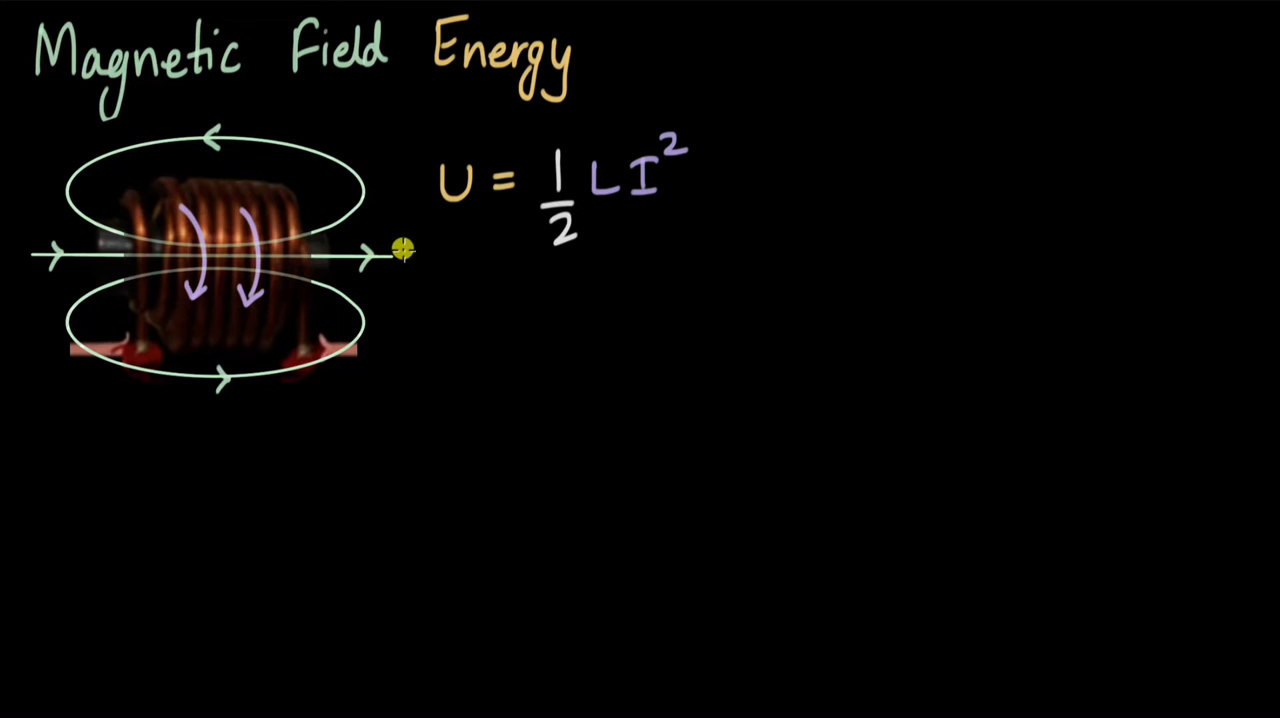 Magnetic Field Energy
U = 1/2 LI²